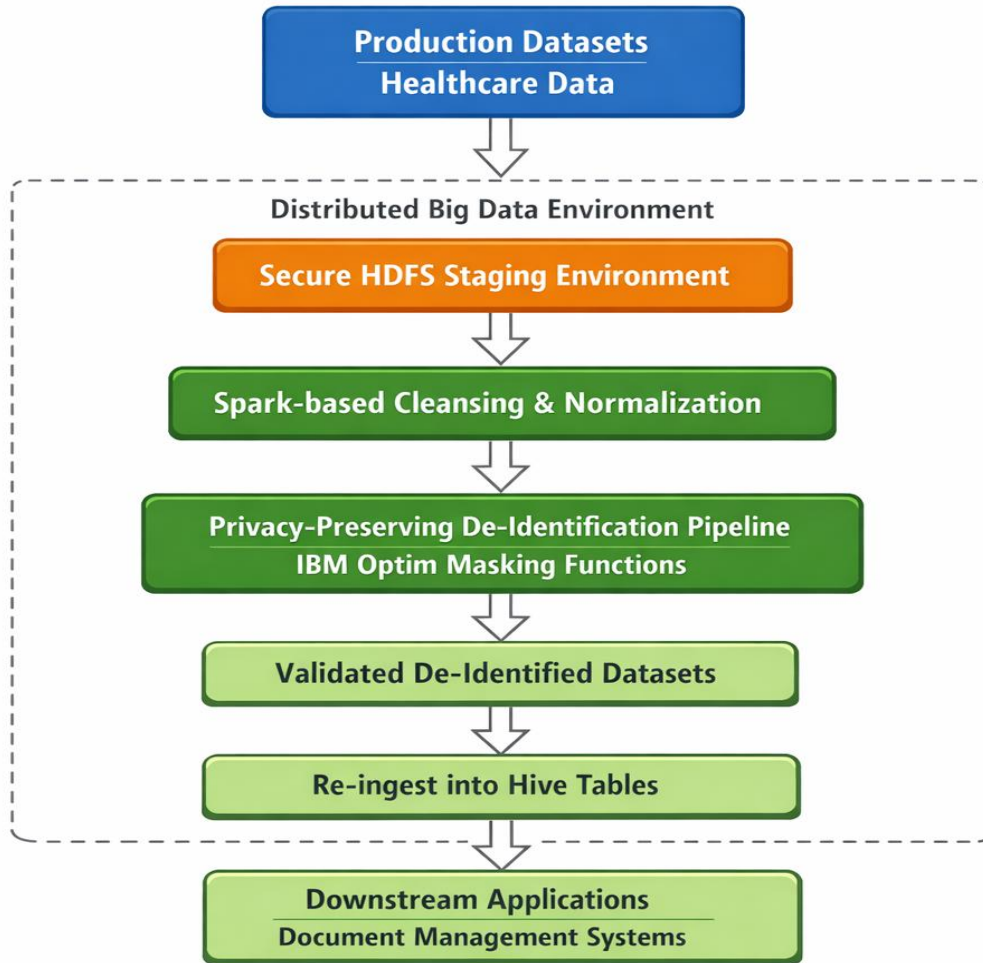 Production Datasets
Healthcare Data
Distributed Big Data Environment
Secure HDFS Staging Environment
Spark-based Cleansing & Normalization
Privacy-Preserving De-Identification Pipeline
IBM Optim Masking Functions
Validated De-Identified Datasets
Re-ingest into Hive Tables
Downstream Applications
Document Management Systems